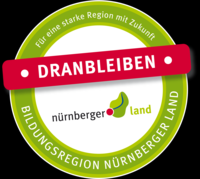 Für eine starke Region mit Zukunft
DRANBLEIBEN
nürnberger land
BILDUNGSREGION NÜRNBERGER LAND